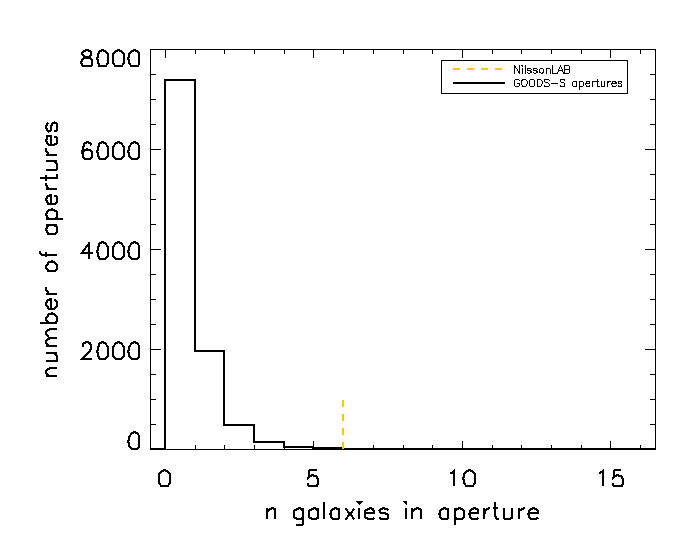 8000
6000
4000
2000
0
number of apertures
NilssonLAB
GOODS-S apertures
0 5 10 15
n galaxies in aperture